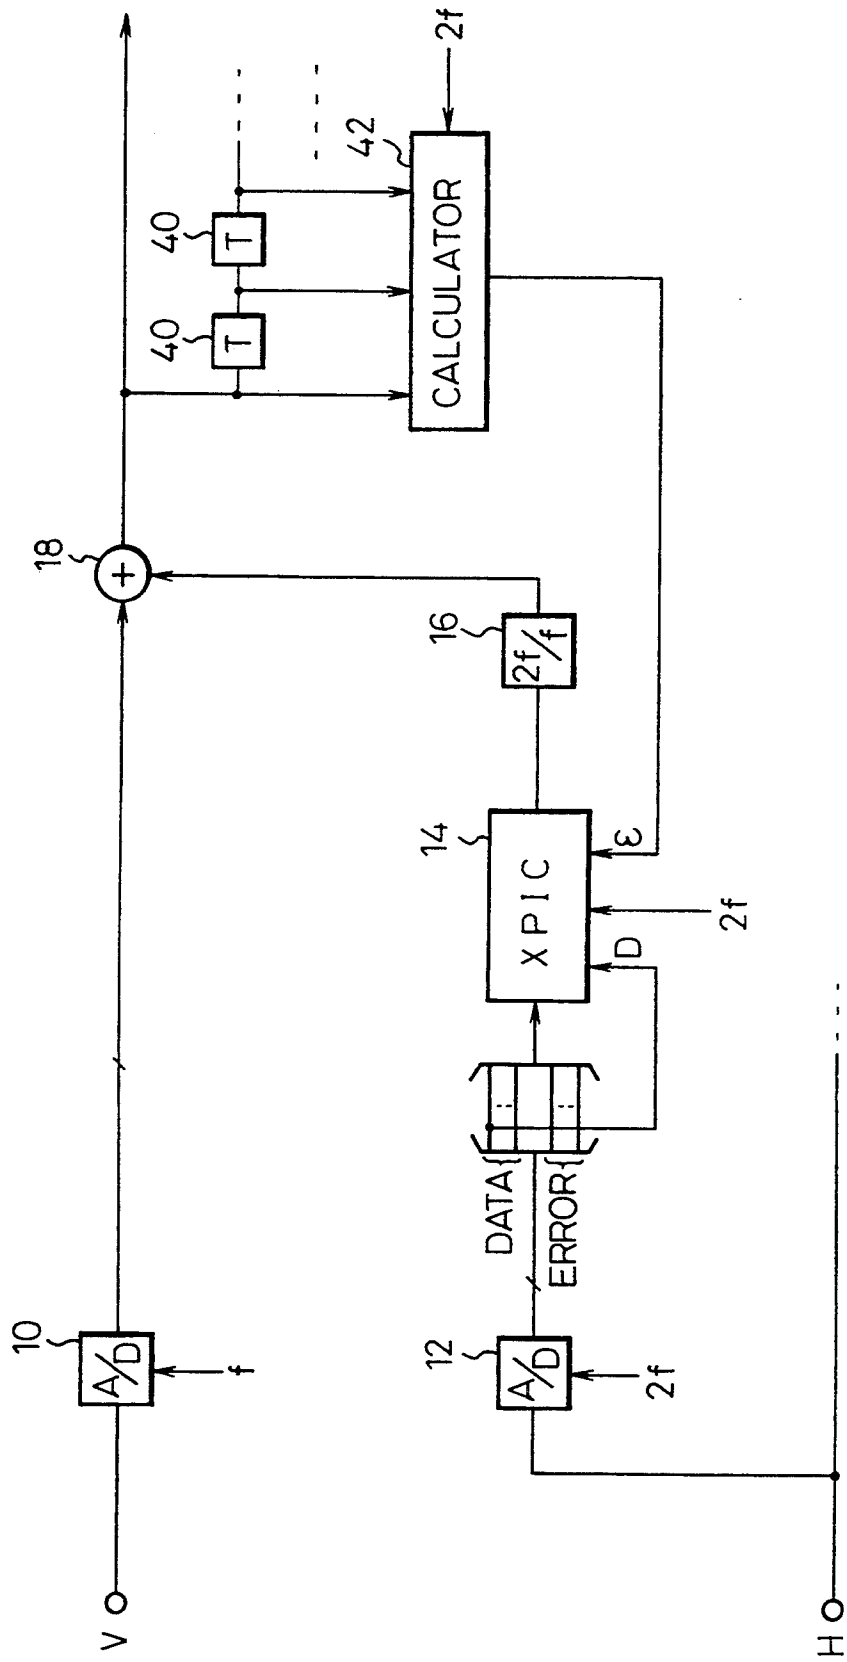 V
10
A/D
f
18
+
40
T
40
T
42
CALCULATOR
2f
16
2f/f
14
XPIC
ε
2f
D
DATA
ERROR
12
A/D
2f
H